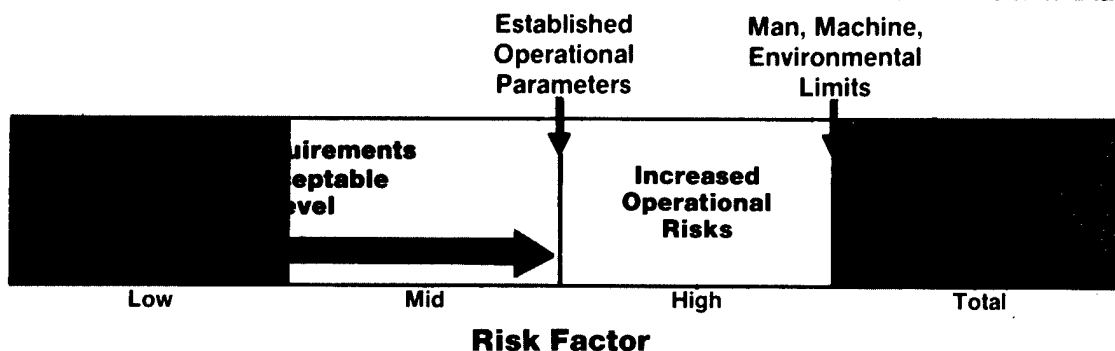 Established
Operational
Parameters
Man, Machine,
Environmental
Limits
uirements
eptable
evel
Increased
Operational
Risks
Low
Mid
High
Total
Risk Factor